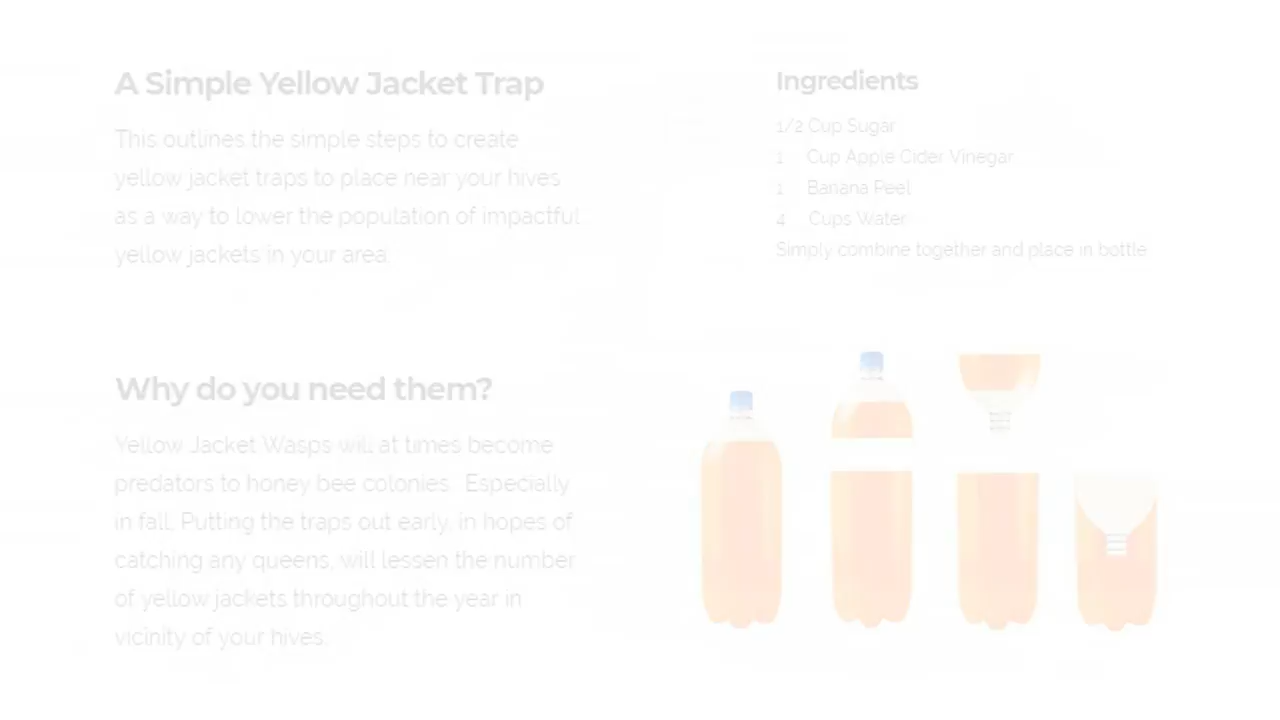 A Simple Yellow Jacket Trap
This outlines the simple steps to create
yellow jacket traps to place near your hives
as a way to lower the population of impactful
yellow jackets in your area.
Why do you need them?
Yellow Jacket Wasps will at times become
predators to honey bee colonies. Especially
in fall. Putting the traps out early, in hopes of
catching any queens, will lessen the number
of yellow jackets throughout the year in
vicinity of your hives.
Ingredients
1/2 Cup Sugar
1 Cup Apple Cider Vinegar
1 Banana Peel
4 Cups Water
Simply combine together and place in bottle